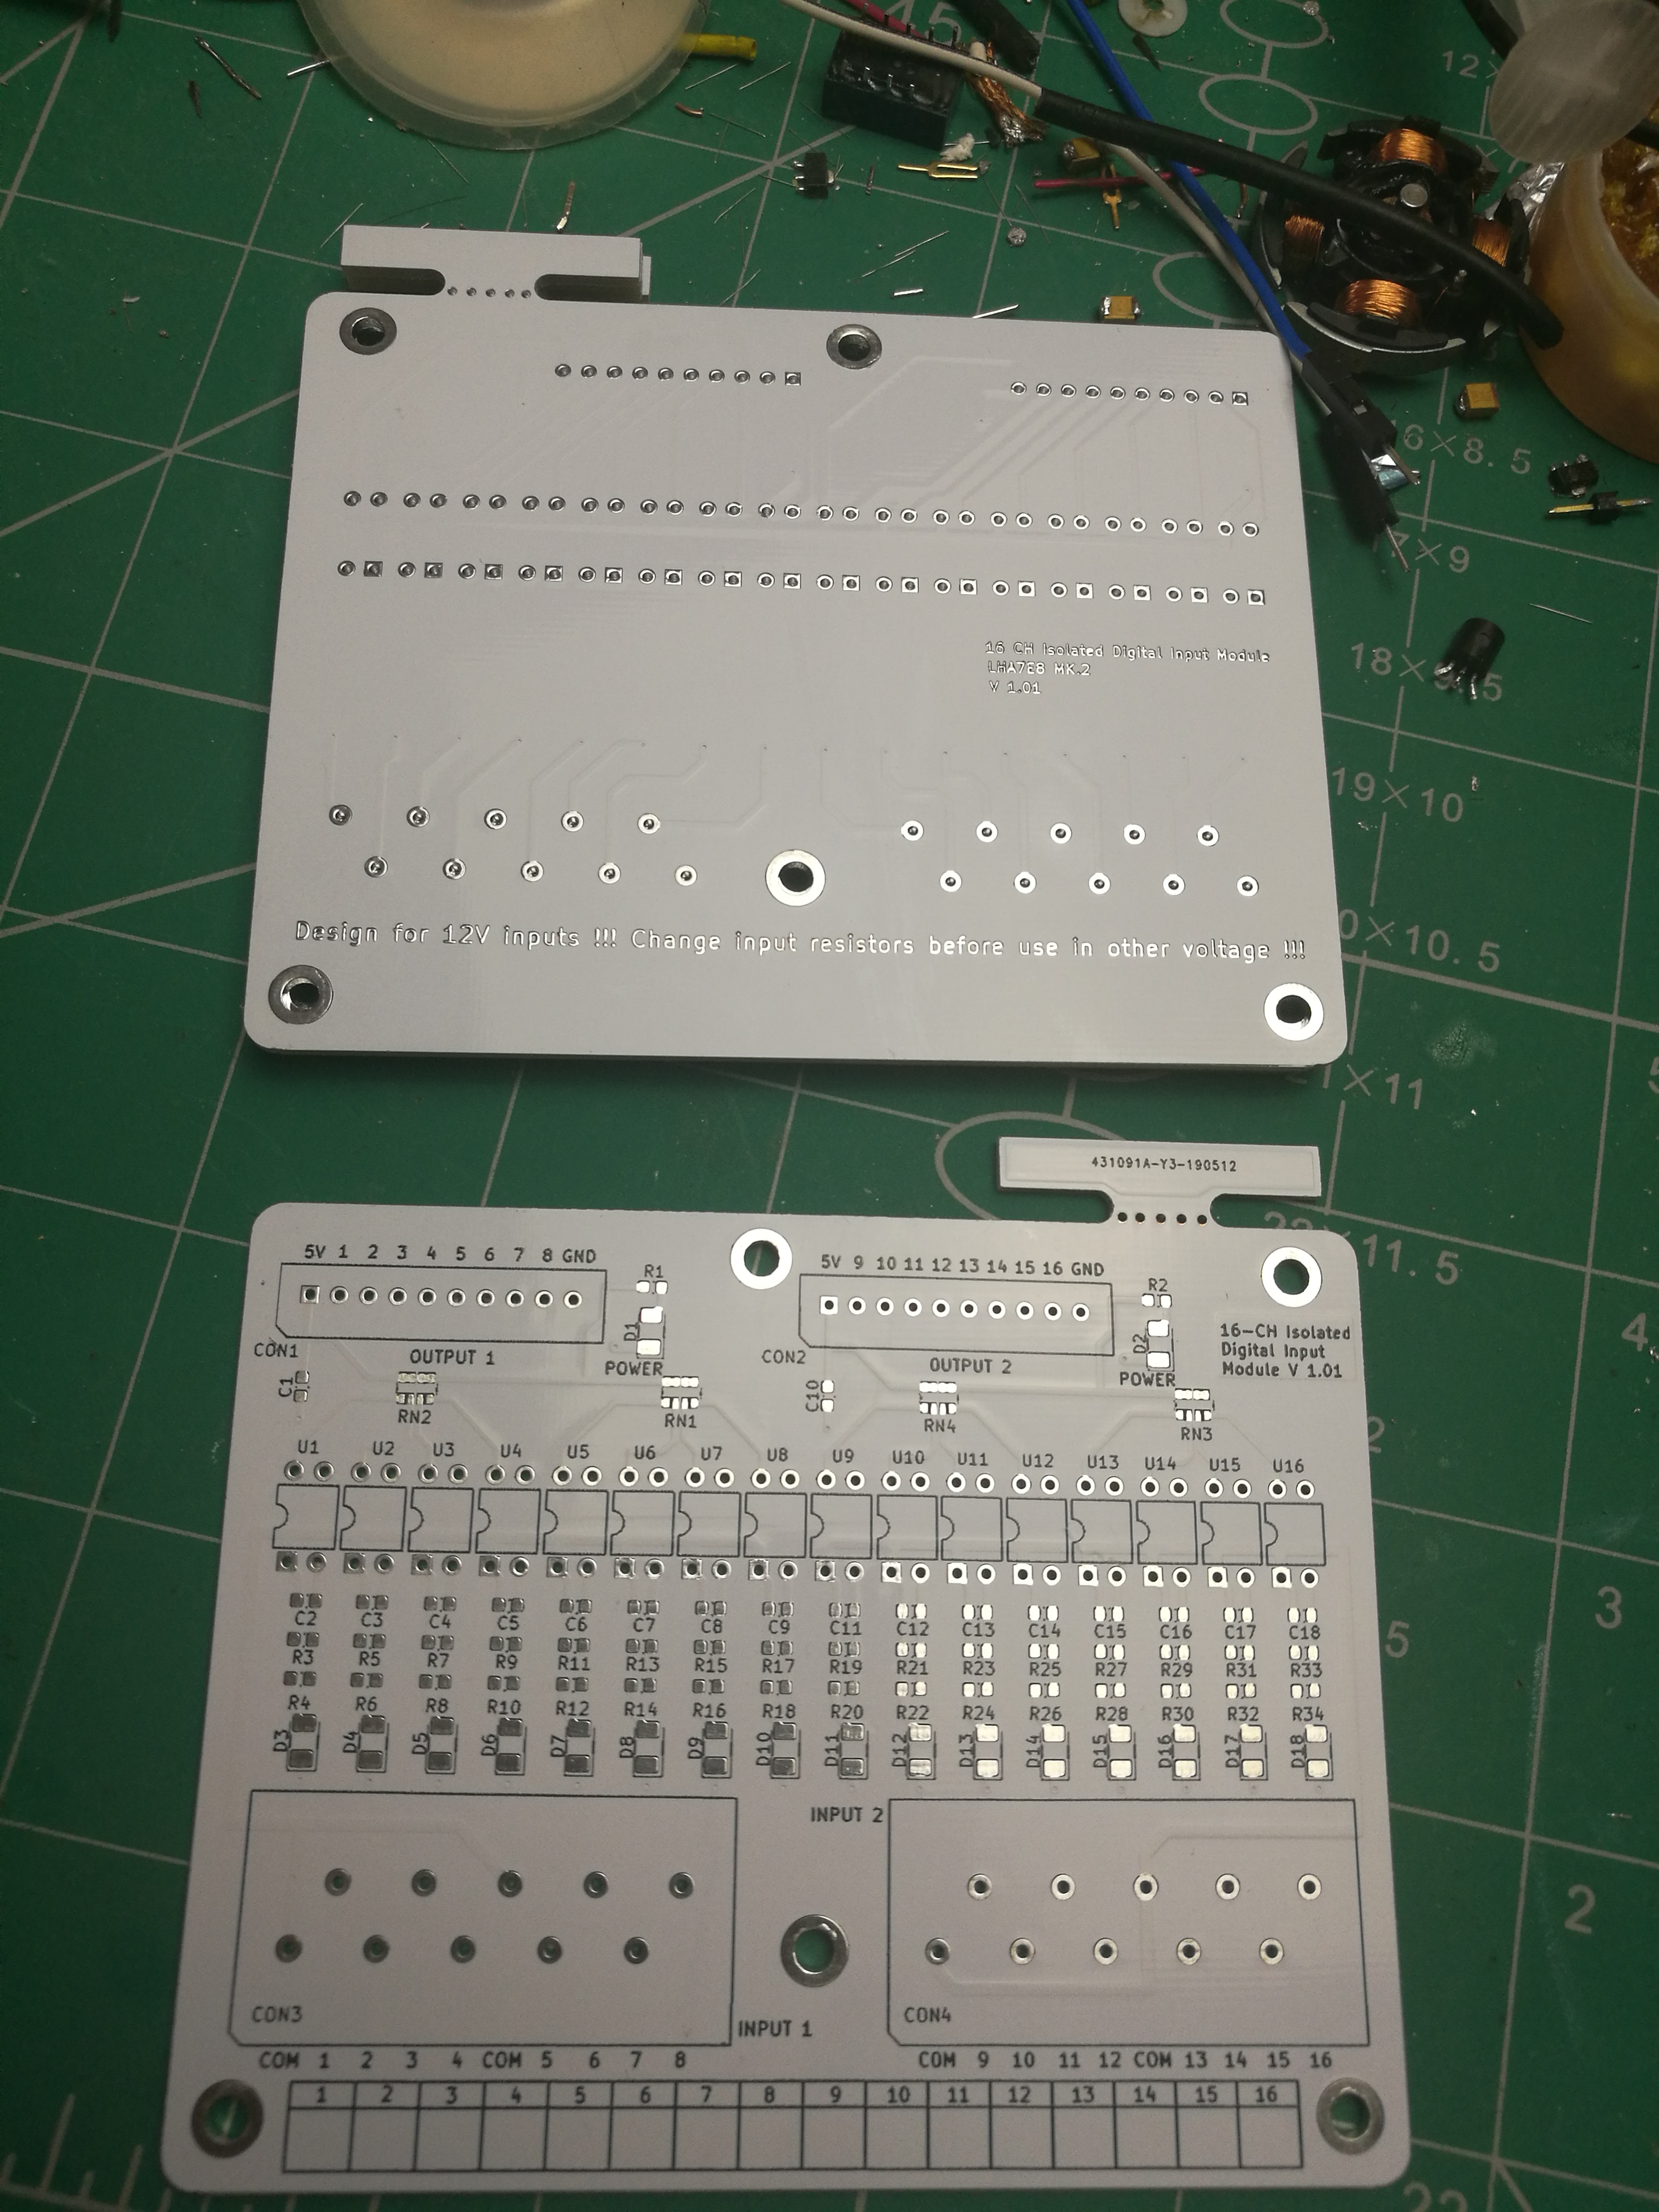 15
12×
6×8.5
7×9
18×9.5
19×10
0×10.5
1×11
11.5
5
4
3
2
2
5
22
16 CH Isolated Digital Input Module
LHA7E8 MK.2
V 1.01
Design for 12V inputs !!! Change input resistors before use in other voltage !!!
431091A-Y3-190512
5V 1 2 3 4 5 6 7 8 GND
5V 9 10 11 12 13 14 15 16 GND
R1
R2
D1
D2
CON1
OUTPUT 1
POWER
CON2
OUTPUT 2
POWER
16-CH Isolated
Digital Input
Module V 1.01
C1
RN2
RN1
C10
RN4
RN3
U1 U2 U3 U4 U5 U6 U7 U8 U9 U10 U11 U12 U13 U14 U15 U16
C2 C3 C4 C5 C6 C7 C8 C9 C11 C12 C13 C14 C15 C16 C17 C18
R3 R5 R7 R9 R11 R13 R15 R17 R19 R21 R23 R25 R27 R29 R31 R33
R4 R6 R8 R10 R12 R14 R16 R18 R20 R22 R24 R26 R28 R30 R32 R34
D3 D4 D5 D6 D7 D8 D9 D10 D11 D12 D13 D14 D15 D16 D17 D18
INPUT 2
CON3
CON4
INPUT 1
COM 1 2 3 4 COM 5 6 7 8
COM 9 10 11 12 COM 13 14 15 16
1 2 3 4 5 6 7 8 9 10 11 12 13 14 15 16